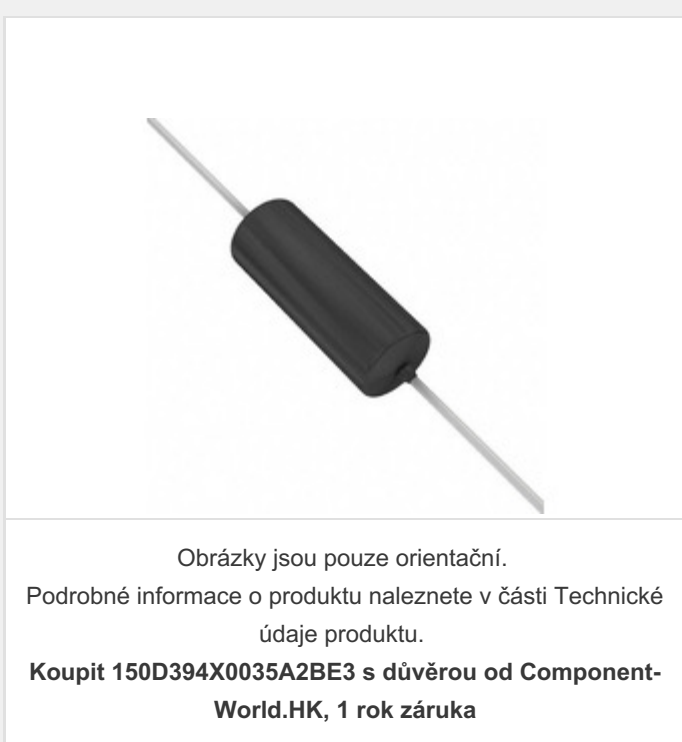 Obrázky jsou pouze orientační.
Podrobné informace o produktu naleznete v části Technické
údaje produktu.
Koupit 150D394X0035A2BE3 s důvěrou od Component-
World.HK, 1 rok záruka